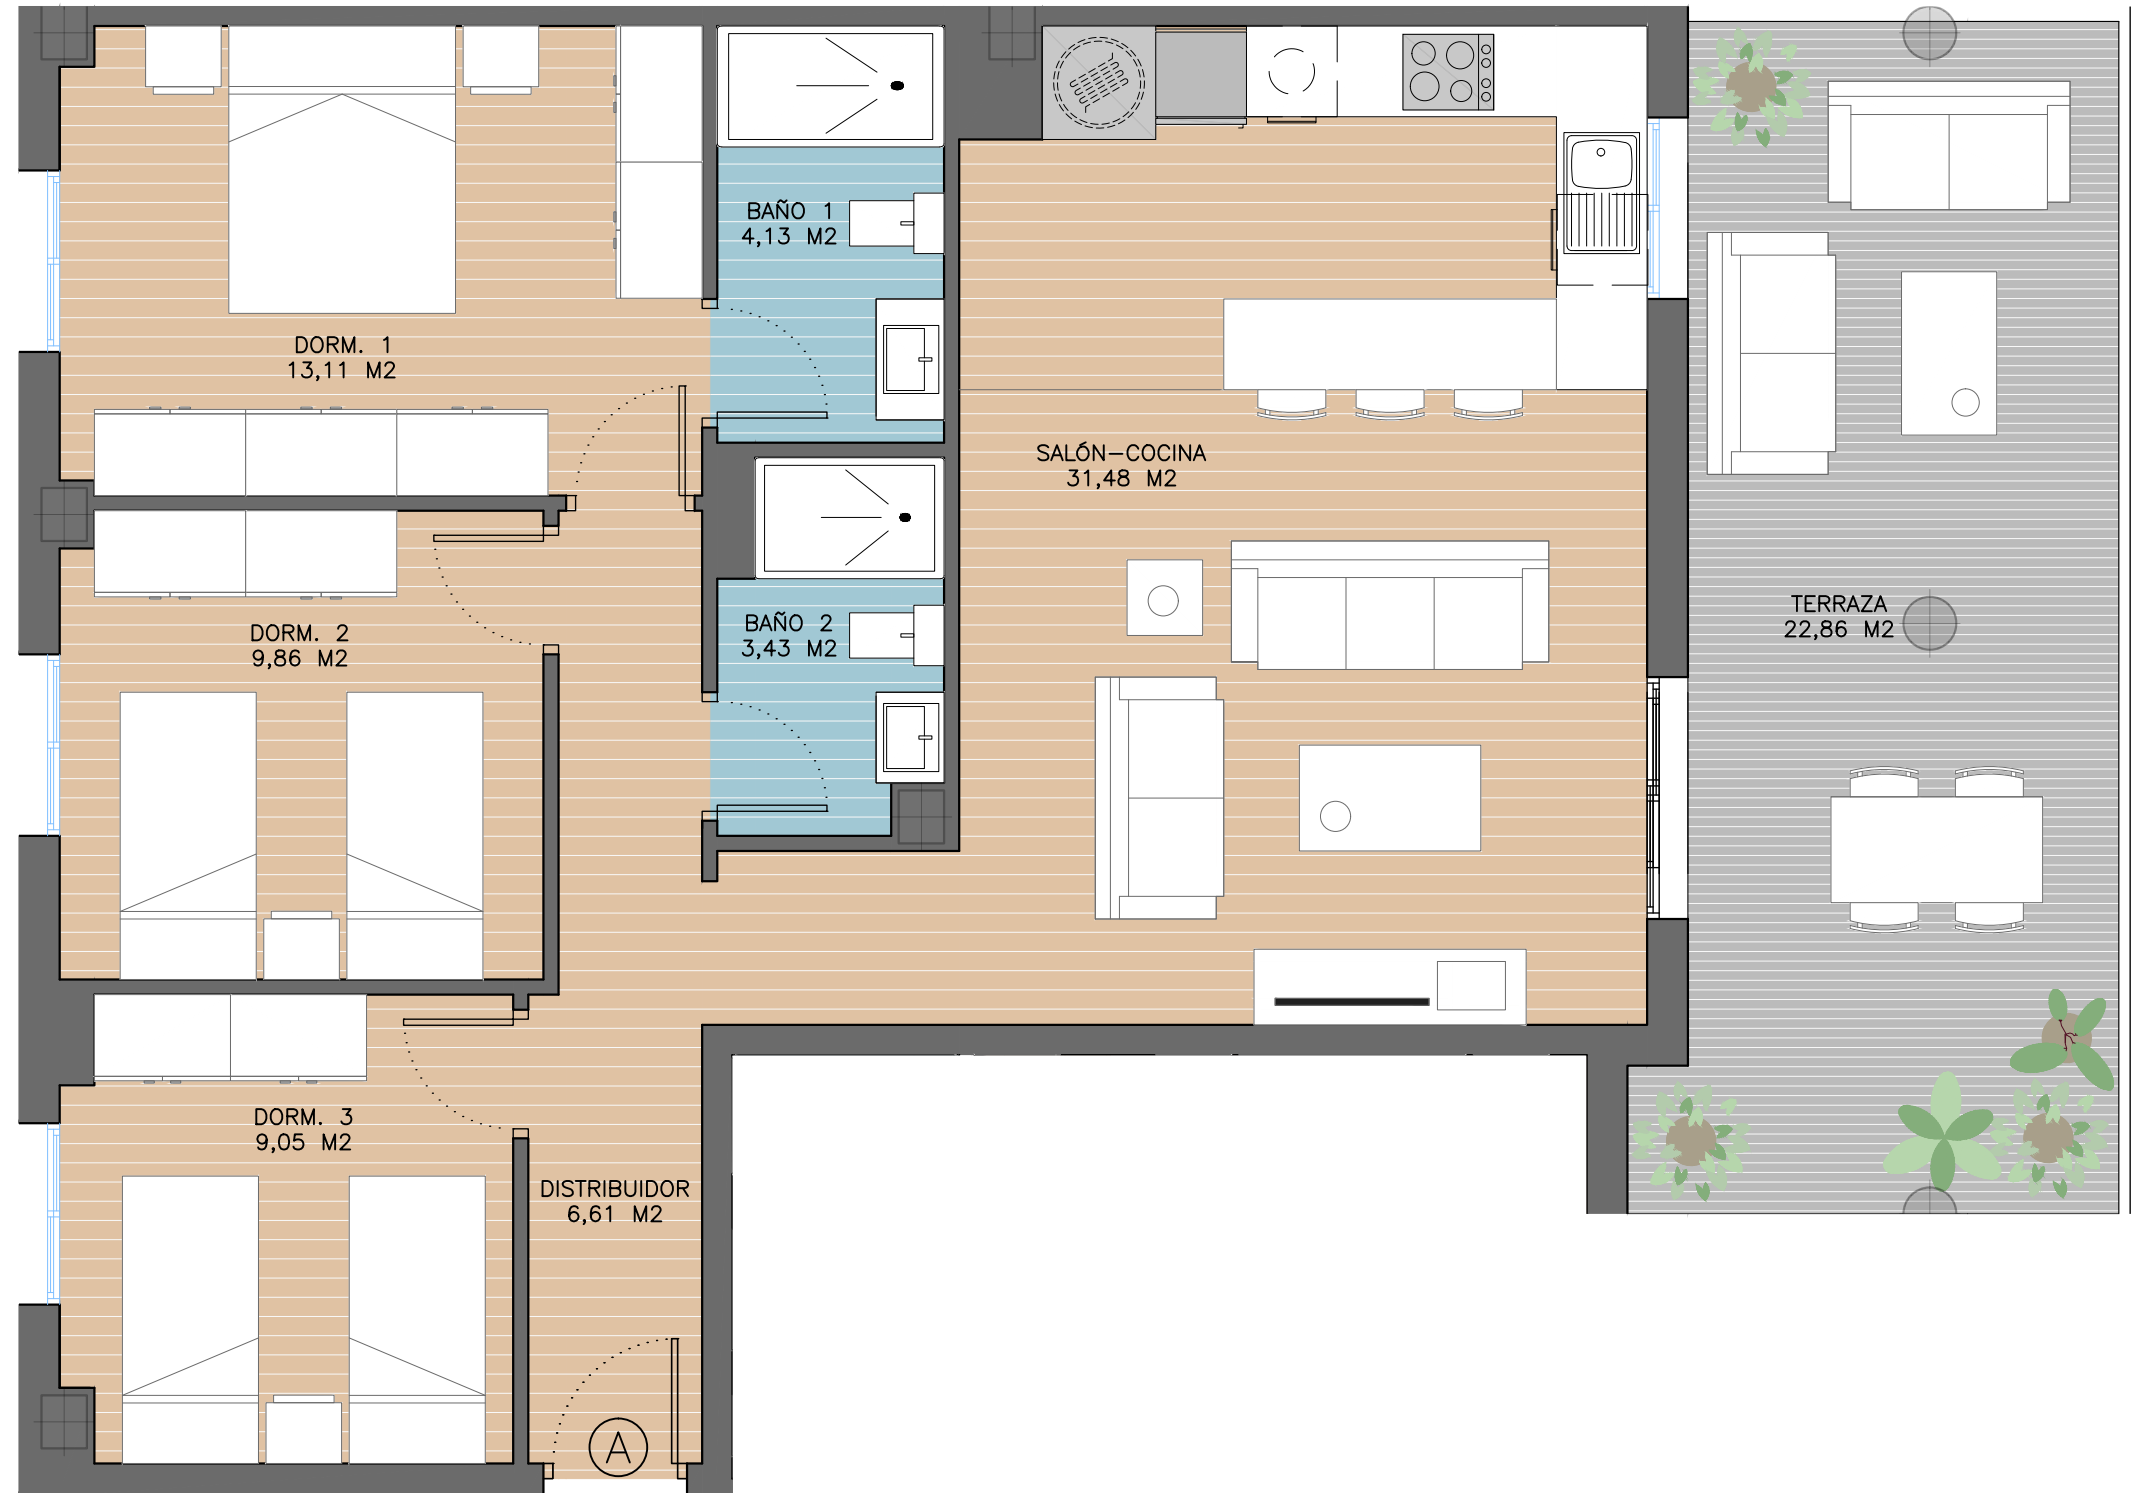 BAÑO 1
4,13 M2
DORM. 1
13,11 M2
SALÓN-COCINA
31,48 M2
TERRAZA
22,86 M2
DORM. 2
9,86 M2
BAÑO 2
3,43 M2
DORM. 3
9,05 M2
DISTRIBUIDOR
6,61 M2
A